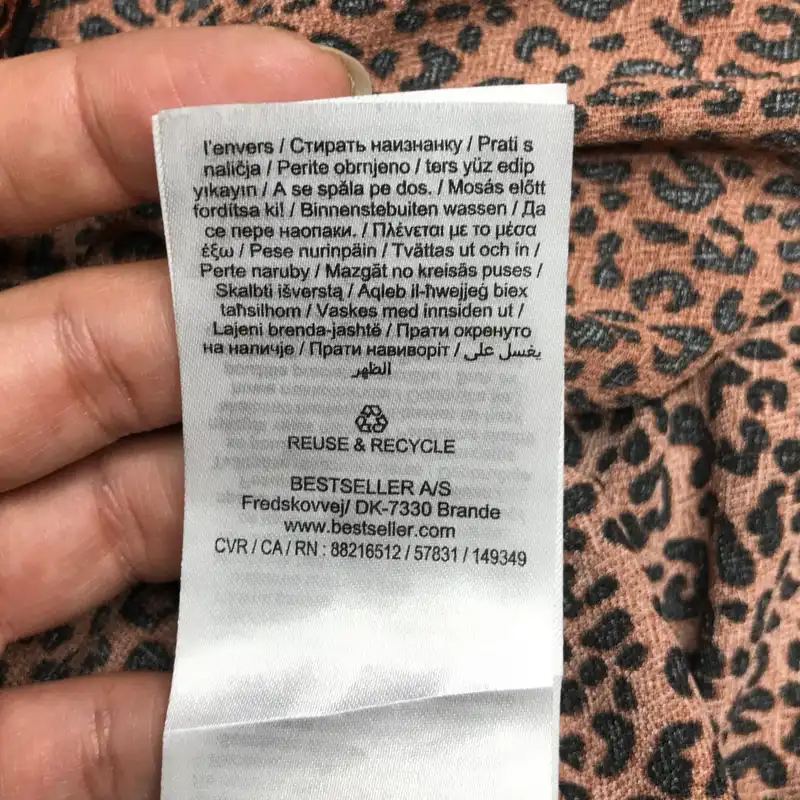 l'envers / Стирать наизнанку / Prati s
naličja / Perite obrnjeno / ters yüz edip
yıkayın / A se spăla pe dos. / Mosás előtt
fordítsa ki! / Binnenstebuiten wassen / Да
се пере наопаки. / Πλένεται με το μέσα
έξω / Pese nurinpäin / Tvättas ut och in /
Perte naruby / Mazgāt no kreisās puses /
Skalbti išverstą / Aqleb il-ħwejjeġ biex
taħsilhom / Vaskes med innsiden ut /
Lajeni brenda-jashtë / Прати окренуто
на наличје / Прати навиворіт / يغسل على
الظهر
REUSE & RECYCLE
BESTSELLER A/S
Fredskovvej/ DK-7330 Brande
www.bestseller.com
CVR / CA / RN : 88216512 / 57831 / 149349